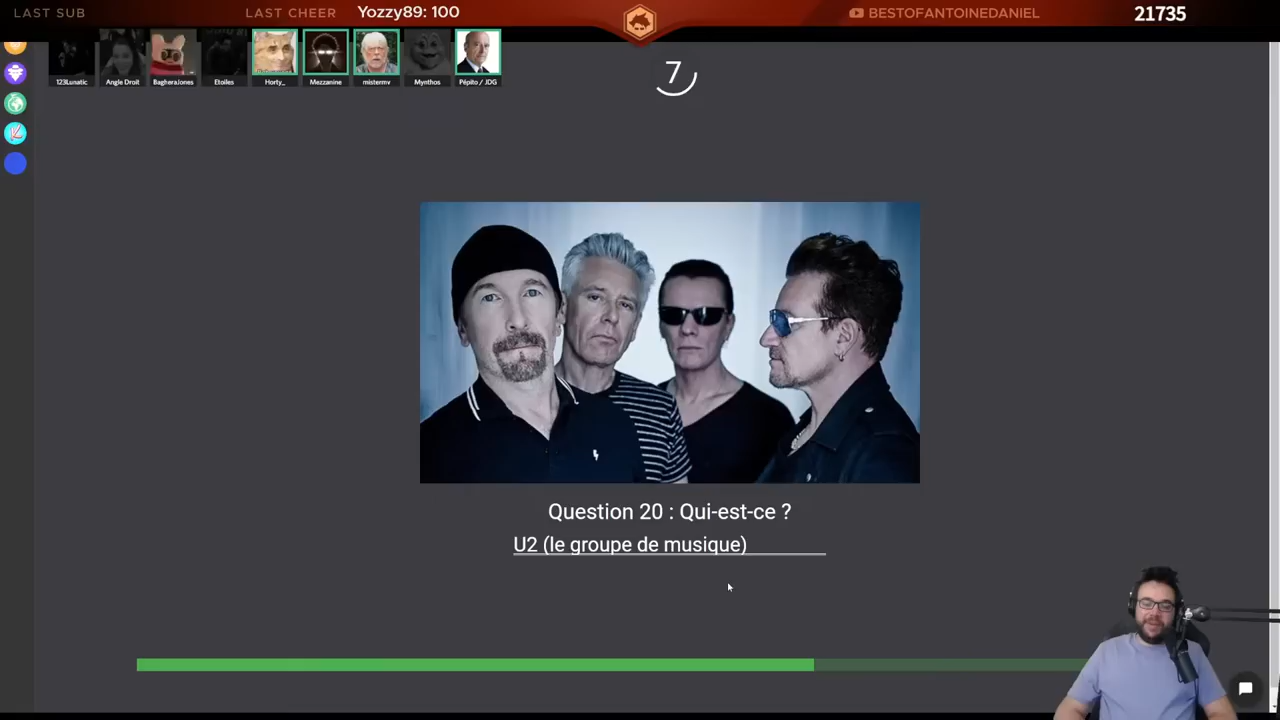 LAST SUB
LAST CHEER
Yozzy89: 100
BESTOFANTOINEDANIEL
21735
123Lunatic
Angle Droit
BagheraJones
Etoiles
Horty_
Mezzanine
mistermv
Mynthos
Pépito / JDG
7
Question 20 : Qui-est-ce ?
U2 (le groupe de musique)